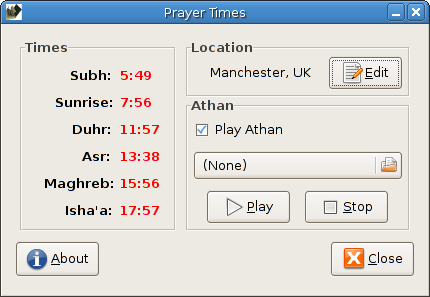 Prayer Times
Times
Subh: 5:49
Sunrise: 7:56
Duhr: 11:57
Asr: 13:38
Maghreb: 15:56
Isha'a: 17:57
Location
Manchester, UK
Edit
Athan
Play Athan
(None)
Play
Stop
About
Close